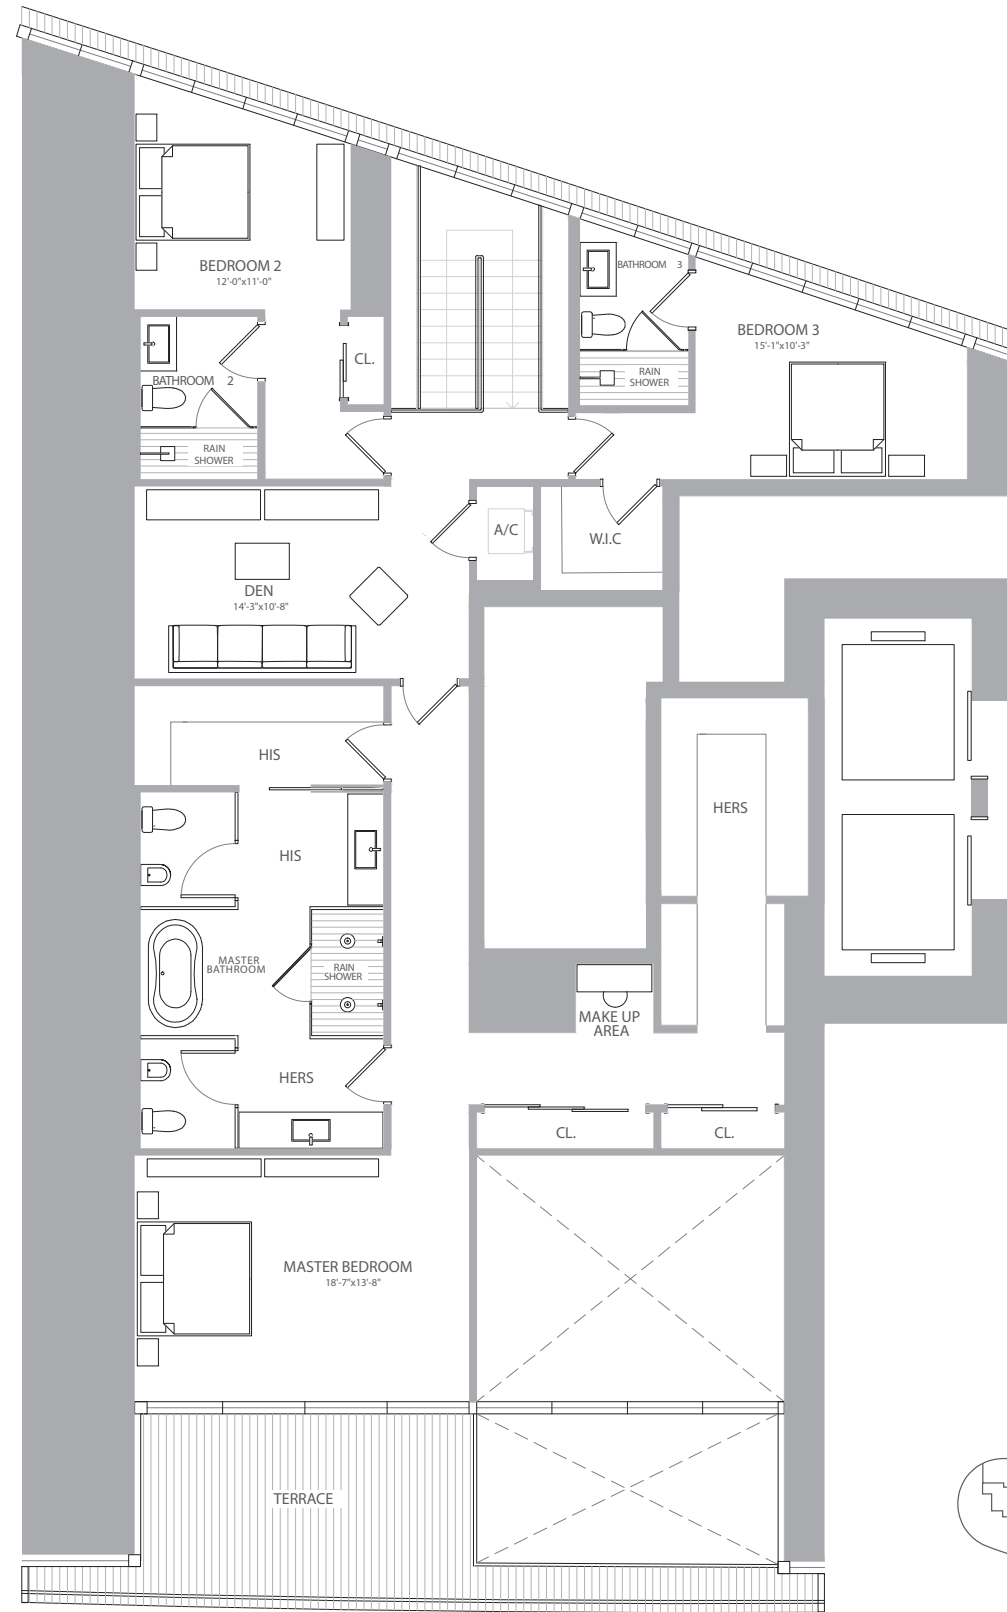 BATHROOM 3
BEDROOM 2
12'-0"x11'-0"
BEDROOM 3
15'-1"x10'-3"
CL.
RAIN
SHOWER
BATHROOM 2
RAIN
SHOWER
A/C
W.I.C
DEN
14'-3"x10'-8"
HIS
HERS
HIS
MASTER
BATHROOM
RAIN
SHOWER
MAKE UP
AREA
HERS
CL.
CL.
MASTER BEDROOM
18'-7"x13'-8"
TERRACE